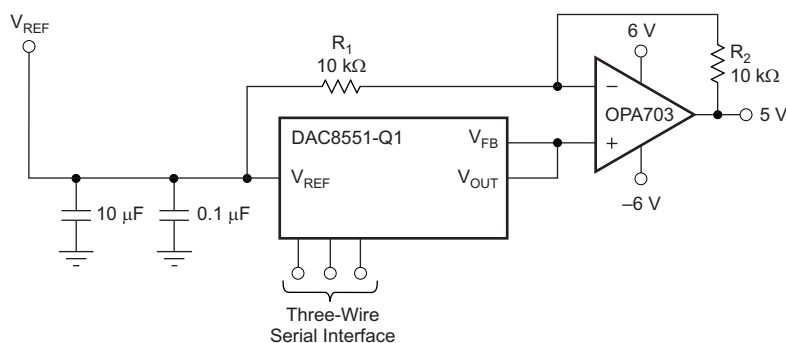 V_REF
R_1
10 kΩ
6 V
R_2
10 kΩ
–
OPA703
5 V
+
–6 V
DAC8551-Q1
V_FB
V_REF
V_OUT
10 μF
0.1 μF
Three-Wire
Serial Interface